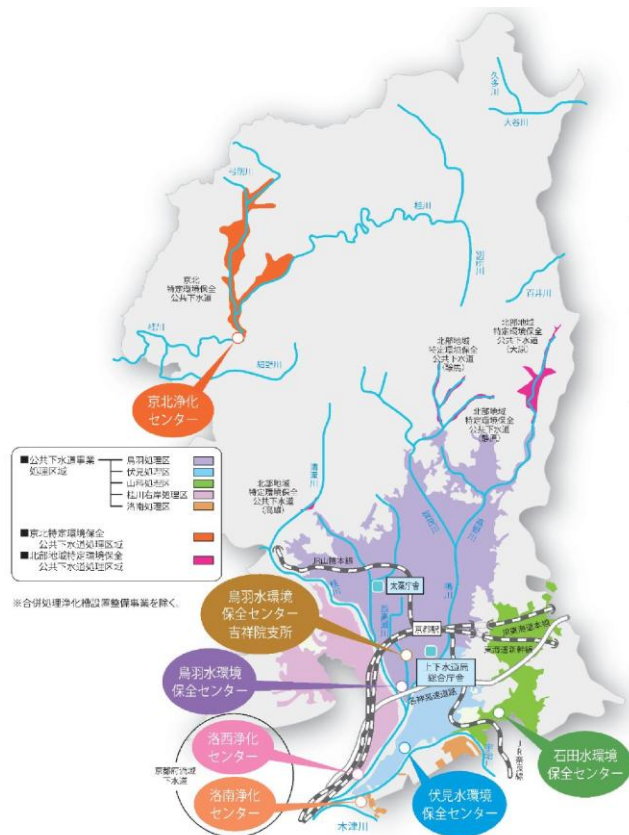 久多川
大谷川
弓削川
桂川
別所川
百井川
京北
特定環境保全
公共下水道
桂川
細野川
京北浄化
センター
北部地域
特定環境保全
公共下水道
(大原)
北部地域
特定環境保全
公共下水道
(鞍馬)
北部地域
特定環境保全
公共下水道
(静原)
清滝川
北部地域
特定環境保全
公共下水道
(高雄)
■公共下水道事業
処理区域
鳥羽処理区
伏見処理区
山科処理区
桂川右岸処理区
洛南処理区
■京北特定環境保全
公共下水道処理区域
■北部地域特定環境保全
公共下水道処理区域
※合併処理浄化槽設置整備事業を除く。
JR山陰本線
高野川
鴨川
桂川
太秦庁舎
京都駅
JR東海道本線
東海道新幹線
上下水道局
総合庁舎
名神高速道路
鳥羽水環境
保全センター
吉祥院支所
鳥羽水環境
保全センター
洛西浄化
センター
京都府流域
下水道
洛南浄化
センター
木津川
伏見水環境
保全センター
石田水環境
保全センター
JR奈良線